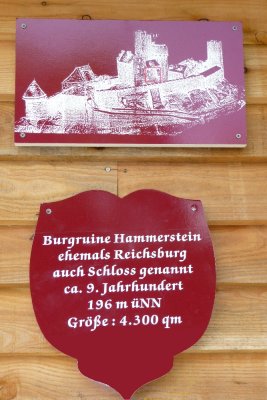 Burgruine Hammerstein
ehemals Reichsburg
auch Schloss genannt
ca. 9. Jahrhundert
196 m üNN
Größe : 4.300 qm